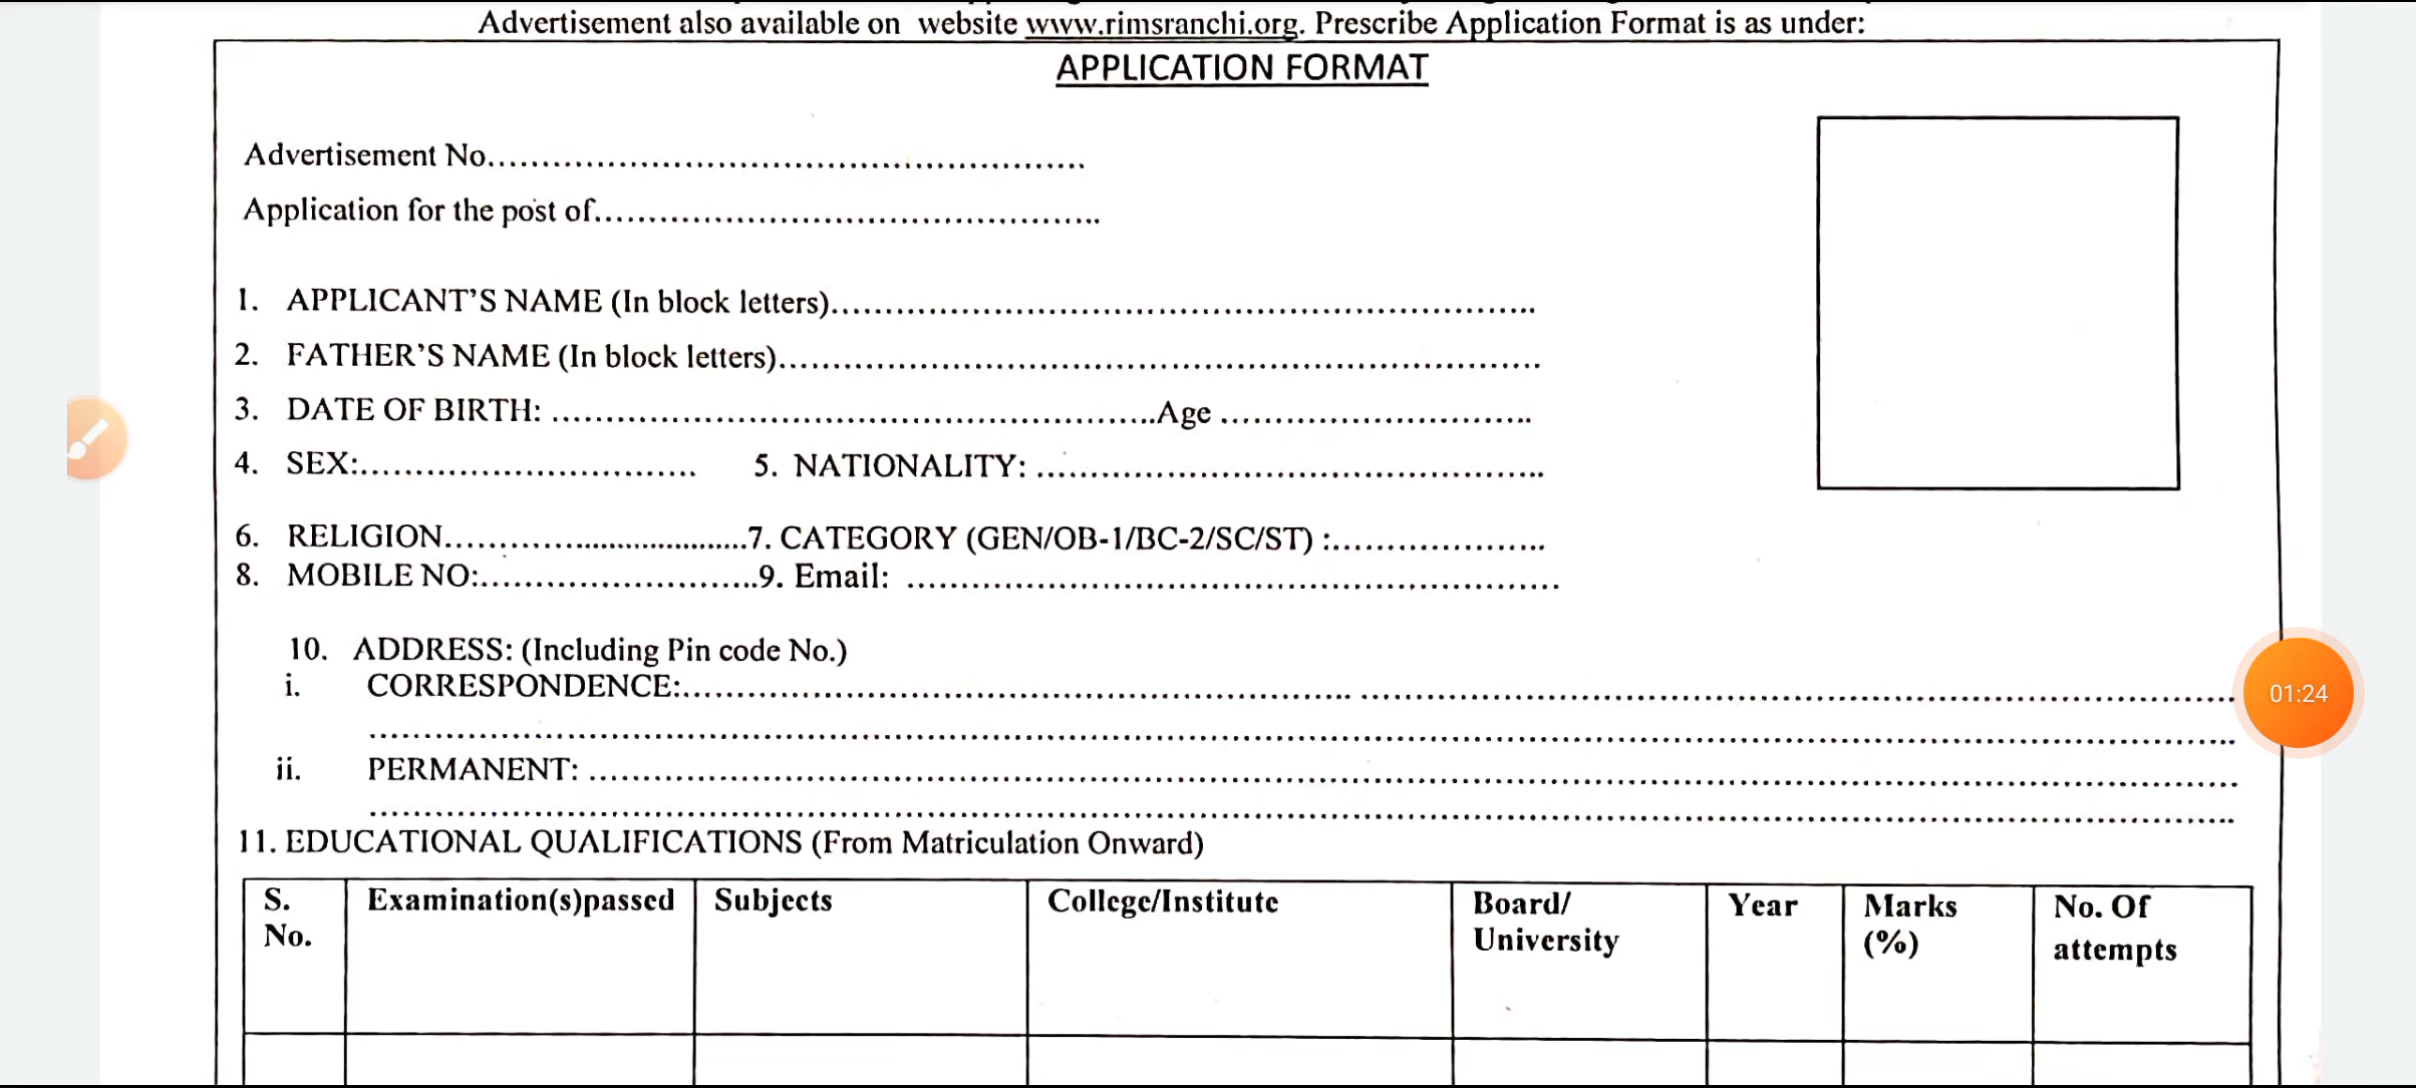 Advertisement also available on website www.rimsranchi.org. Prescribe Application Format is as under:
APPLICATION FORMAT
Advertisement No.............................................................
Application for the post of....................................................
1. APPLICANT'S NAME (In block letters)......................................................................
2. FATHER'S NAME (In block letters)............................................................................
3. DATE OF BIRTH: ............................................................Age ..............................
4. SEX:................................ 5. NATIONALITY: ..................................................
6. RELIGION..................................7. CATEGORY (GEN/OB-1/BC-2/SC/ST) :.....................
8. MOBILE NO:...........................9. Email: ................................................................
10. ADDRESS: (Including Pin code No.)
i. CORRESPONDENCE:.................................................................. ......................................................................................
..........................................................................................................................................................................................
ii. PERMANENT: ....................................................................................................................................................................
..........................................................................................................................................................................................
11. EDUCATIONAL QUALIFICATIONS (From Matriculation Onward)
S. Examination(s)passed Subjects College/Institute Board/ Year Marks No. Of
No. University (%) attempts
01:24